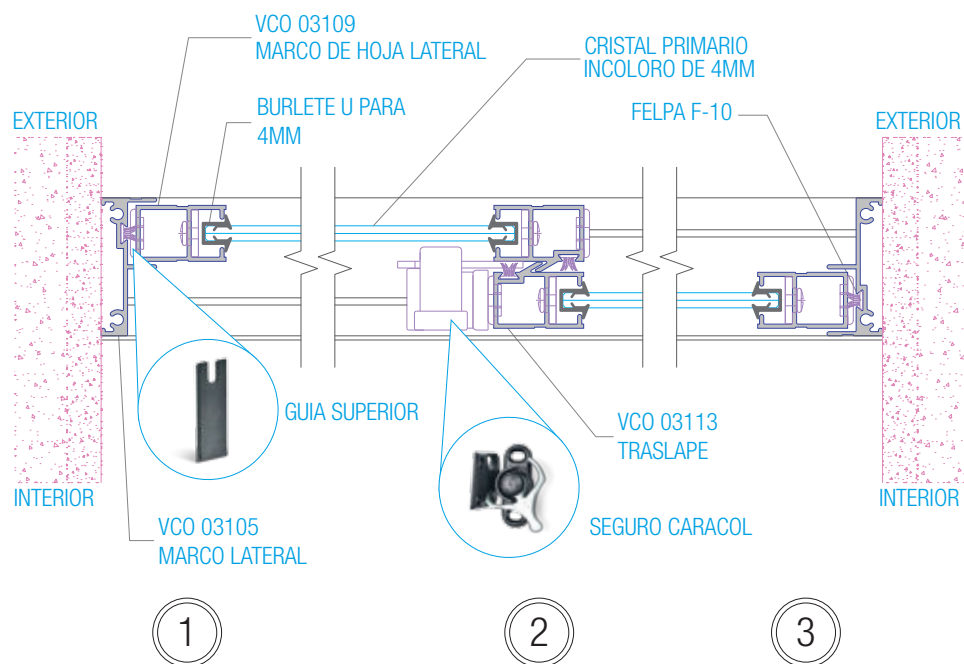 VCO 03109
MARCO DE HOJA LATERAL
CRISTAL PRIMARIO
INCOLORO DE 4MM
BURLETE U PARA
4MM
FELPA F-10
EXTERIOR
EXTERIOR
GUIA SUPERIOR
VCO 03113
TRASLAPE
INTERIOR
INTERIOR
VCO 03105
MARCO LATERAL
SEGURO CARACOL
1
2
3